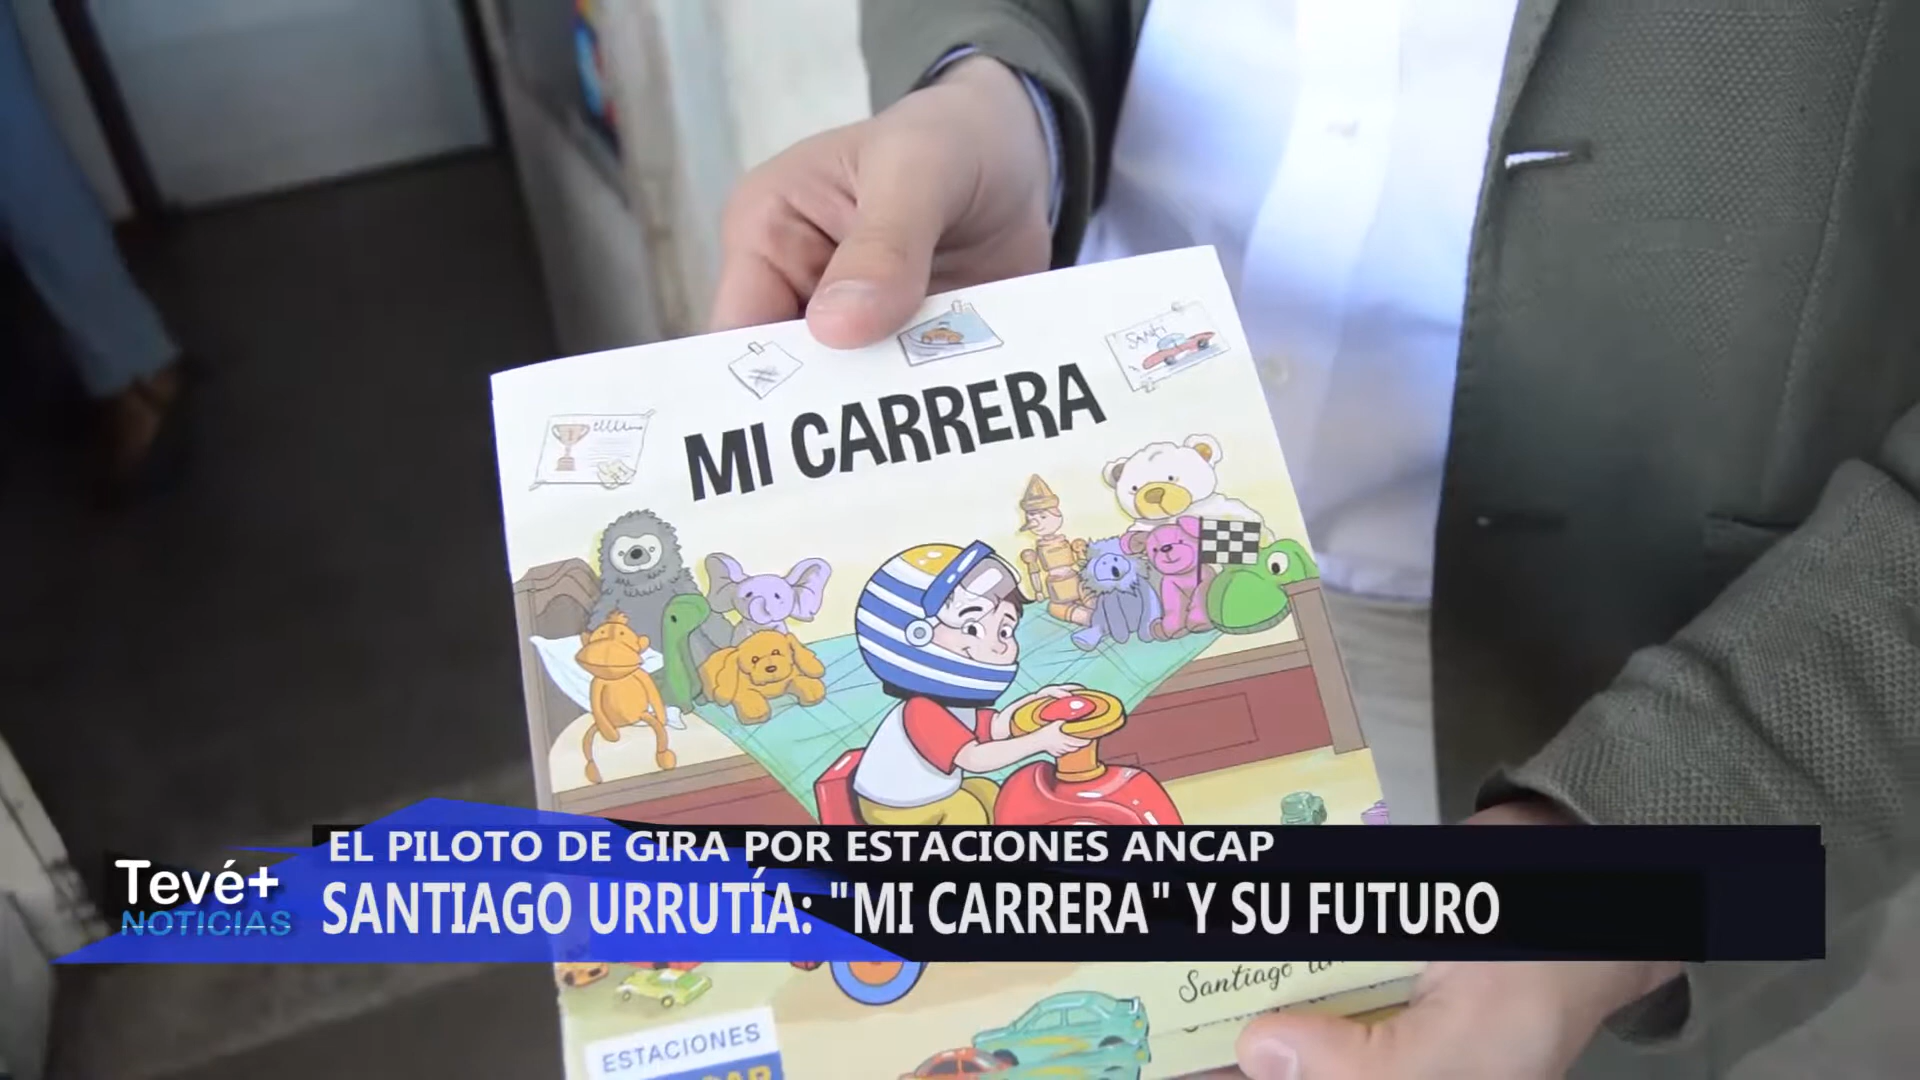 SANTI
MI CARRERA
EL PILOTO DE GIRA POR ESTACIONES ANCAP
Tevé+
NOTICIAS
SANTIAGO URRUTÍA: "MI CARRERA" Y SU FUTURO
Santiago
ESTACIONES